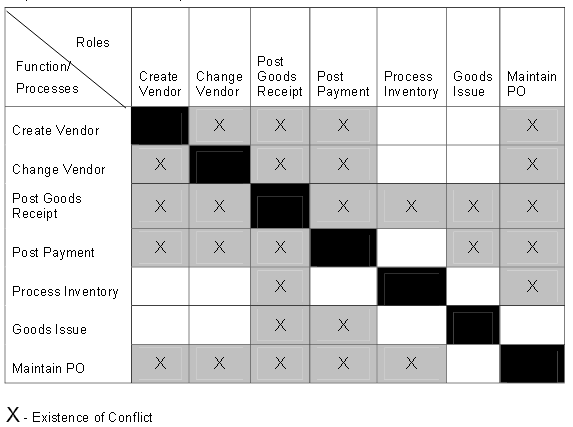 Roles
Function/
Processes
Create Vendor
Change Vendor
Post Goods Receipt
Post Payment
Process Inventory
Goods Issue
Maintain PO
Create Vendor X X X X
Change Vendor X X X X
Post Goods Receipt X X X X X X
Post Payment X X X X X
Process Inventory X X
Goods Issue X X
Maintain PO X X X X X
X - Existence of Conflict